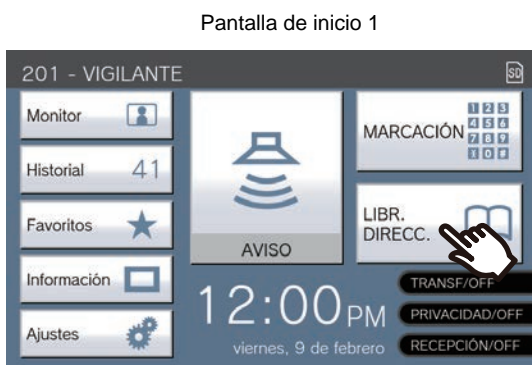 Pantalla de inicio 1
201 - VIGILANTE
SD
Monitor
Historial 41
Favoritos
Información
Ajustes
AVISO
MARCACIÓN
1 2 3
4 5 6
7 8 9
* 0 #
LIBR.
DIRECC.
12:00 PM
viernes, 9 de febrero
TRANSF/OFF
PRIVACIDAD/OFF
RECEPCIÓN/OFF